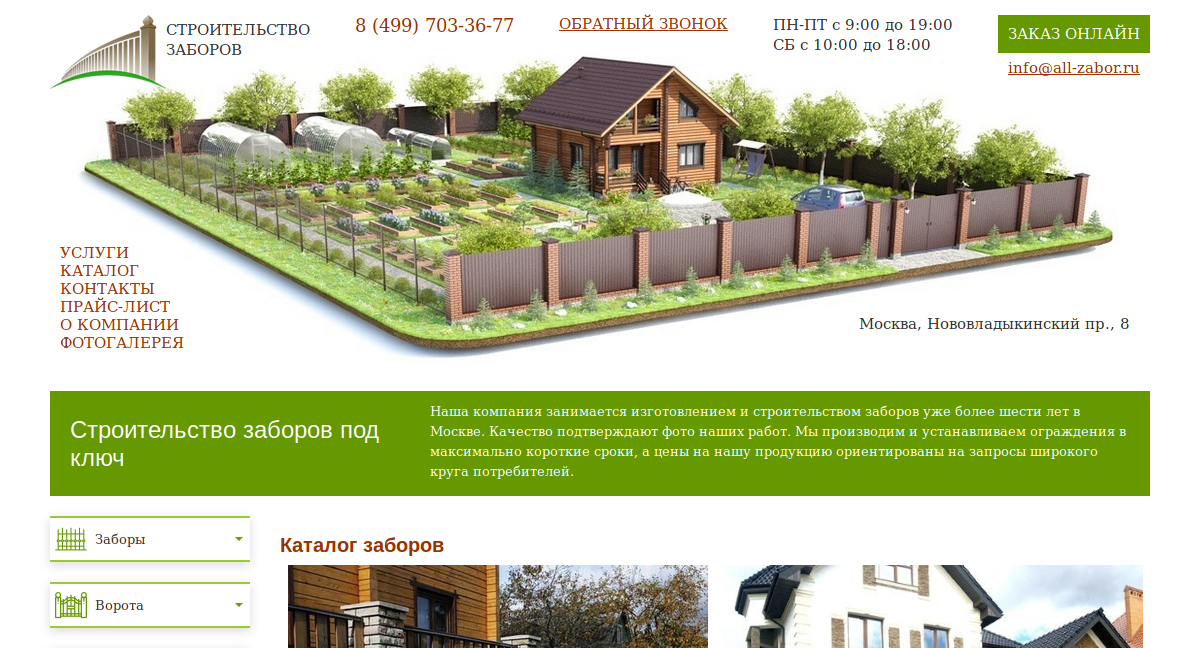 СТРОИТЕЛЬСТВО
ЗАБОРОВ
8 (499) 703-36-77
ОБРАТНЫЙ ЗВОНОК
ПН-ПТ с 9:00 до 19:00
СБ с 10:00 до 18:00
ЗАКАЗ ОНЛАЙН
info@all-zabor.ru
УСЛУГИ
КАТАЛОГ
КОНТАКТЫ
ПРАЙС-ЛИСТ
О КОМПАНИИ
ФОТОГАЛЕРЕЯ
Москва, Нововладыкинский пр., 8
Строительство заборов под
ключ
Наша компания занимается изготовлением и строительством заборов уже более шести лет в
Москве. Качество подтверждают фото наших работ. Мы производим и устанавливаем ограждения в
максимально короткие сроки, а цены на нашу продукцию ориентированы на запросы широкого
круга потребителей.
Заборы
Ворота
Каталог заборов